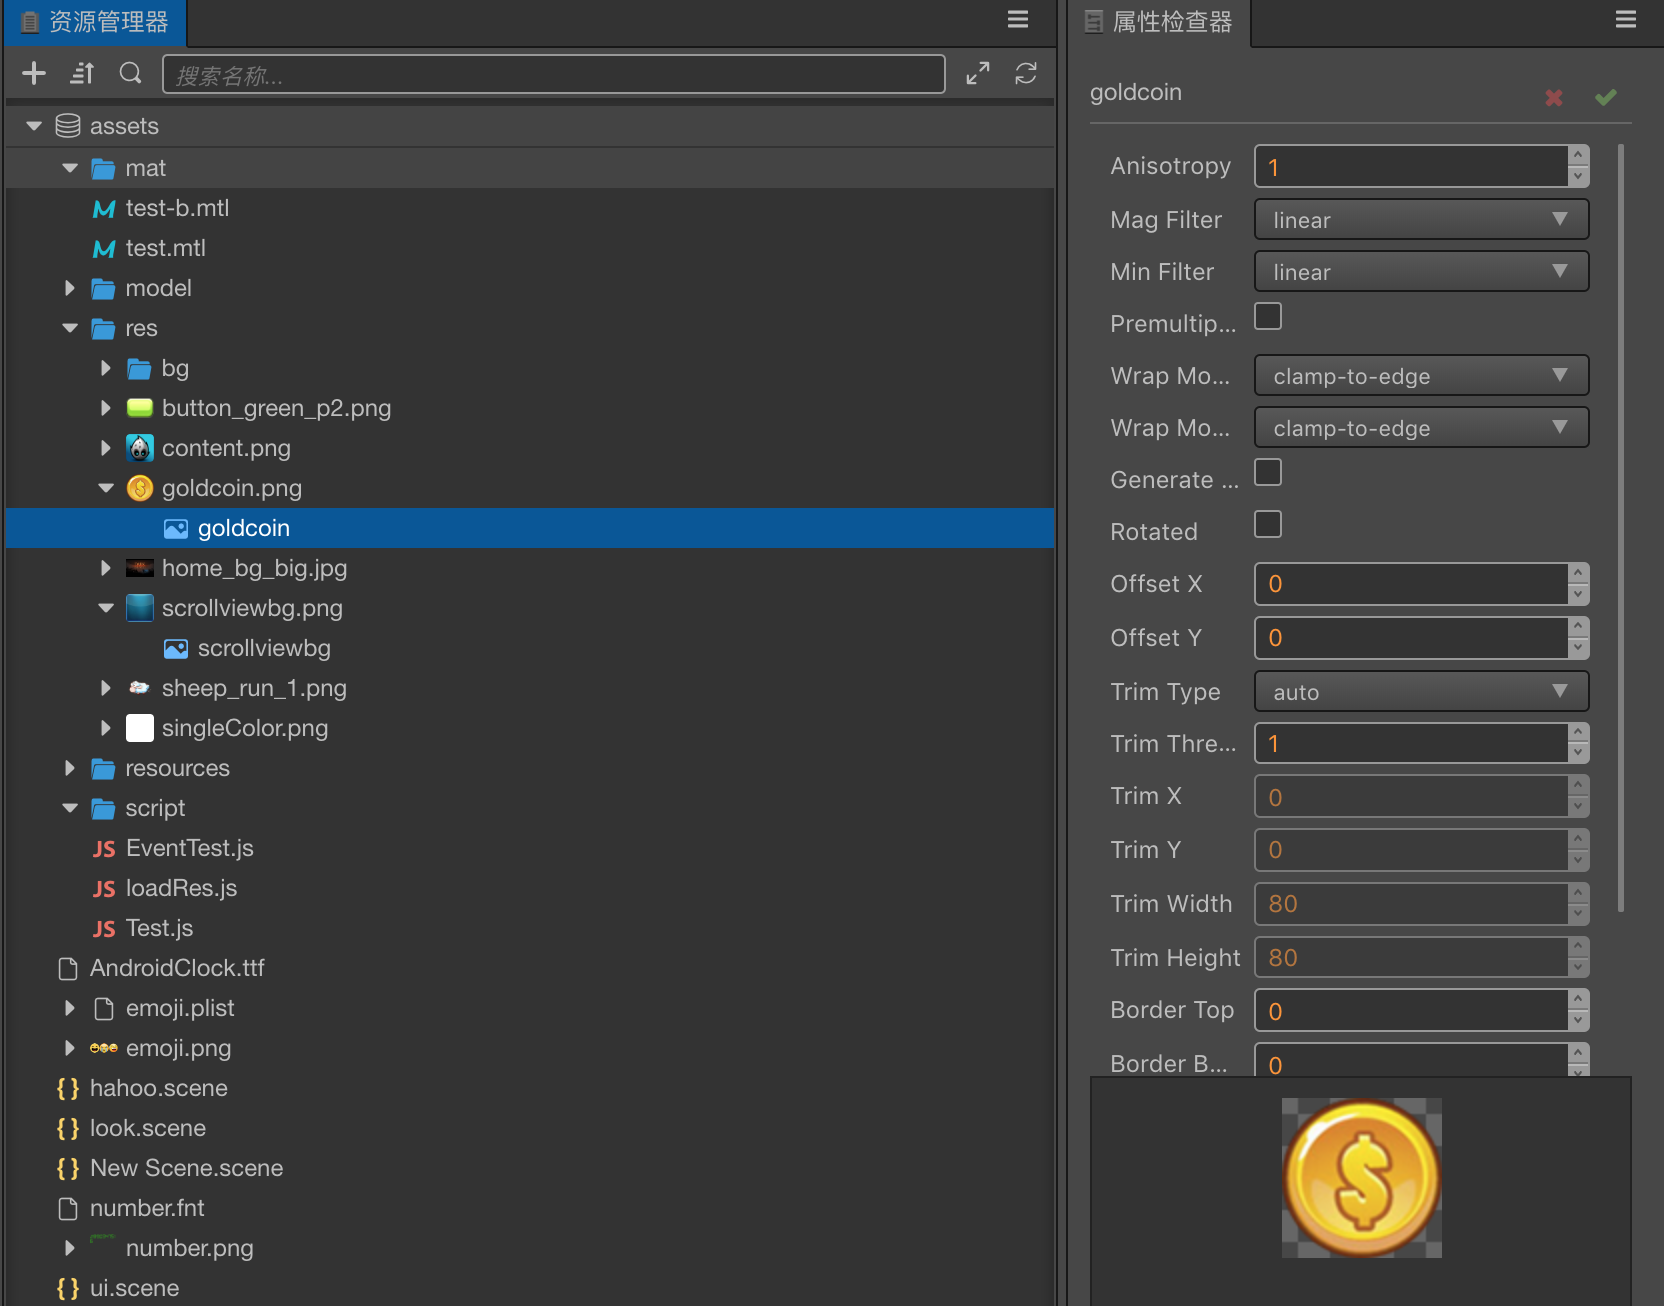 资源管理器
搜索名称...
assets
mat
test-b.mtl
test.mtl
model
res
bg
button_green_p2.png
content.png
goldcoin.png
goldcoin
home_bg_big.jpg
scrollviewbg.png
scrollviewbg
sheep_run_1.png
singleColor.png
resources
script
JS EventTest.js
JS loadRes.js
JS Test.js
AndroidClock.ttf
emoji.plist
emoji.png
{} hahoo.scene
{} look.scene
{} New Scene.scene
number.fnt
number.png
{} ui.scene
属性检查器
goldcoin
Anisotropy 1
Mag Filter linear
Min Filter linear
Premultip...
Wrap Mo... clamp-to-edge
Wrap Mo... clamp-to-edge
Generate ...
Rotated
Offset X 0
Offset Y 0
Trim Type auto
Trim Thre... 1
Trim X 0
Trim Y 0
Trim Width 80
Trim Height 80
Border Top 0
Border B... 0